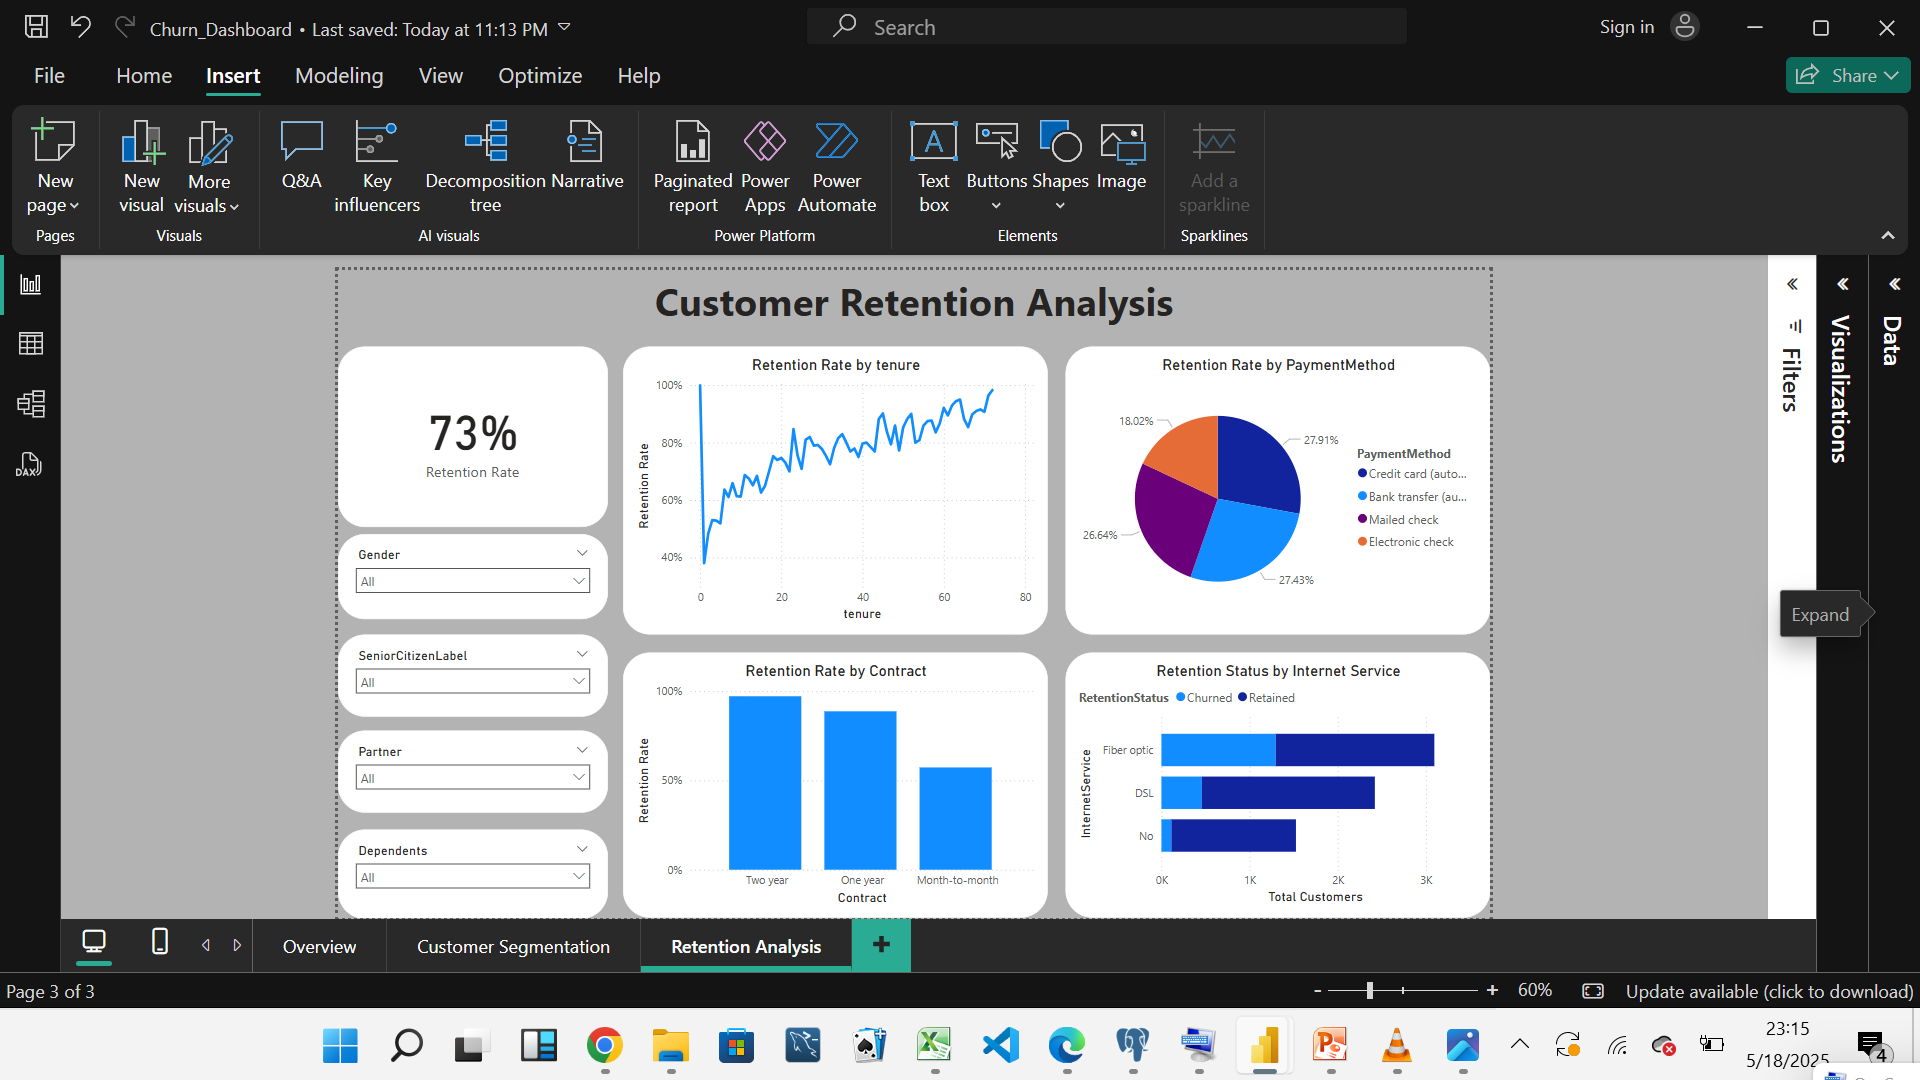 Churn_Dashboard • Last saved: Today at 11:13 PM
Search
Sign in
File Home Insert Modeling View Optimize Help
Share
New page
New visual
More visuals
Q&A
Key influencers
Decomposition tree
Narrative
Paginated report
Power Apps
Power Automate
Text box
Buttons
Shapes
Image
Add a sparkline
Pages
Visuals
AI visuals
Power Platform
Elements
Sparklines
DAX
Customer Retention Analysis
73%
Retention Rate
Gender
All
SeniorCitizenLabel
All
Partner
All
Dependents
All
Retention Rate by tenure
Retention Rate
100%
80%
60%
40%
0 20 40 60 80
tenure
Retention Rate by PaymentMethod
18.02%
27.91%
26.64%
27.43%
PaymentMethod
Credit card (auto...
Bank transfer (au...
Mailed check
Electronic check
Retention Rate by Contract
Retention Rate
100%
50%
0%
Two year One year Month-to-month
Contract
Retention Status by Internet Service
RetentionStatus Churned Retained
InternetService
Fiber optic
DSL
No
0K 1K 2K 3K
Total Customers
Filters
Visualizations
Data
Expand
Overview Customer Segmentation Retention Analysis
Page 3 of 3
- + 60%
Update available (click to download)
23:15
5/18/2025
4